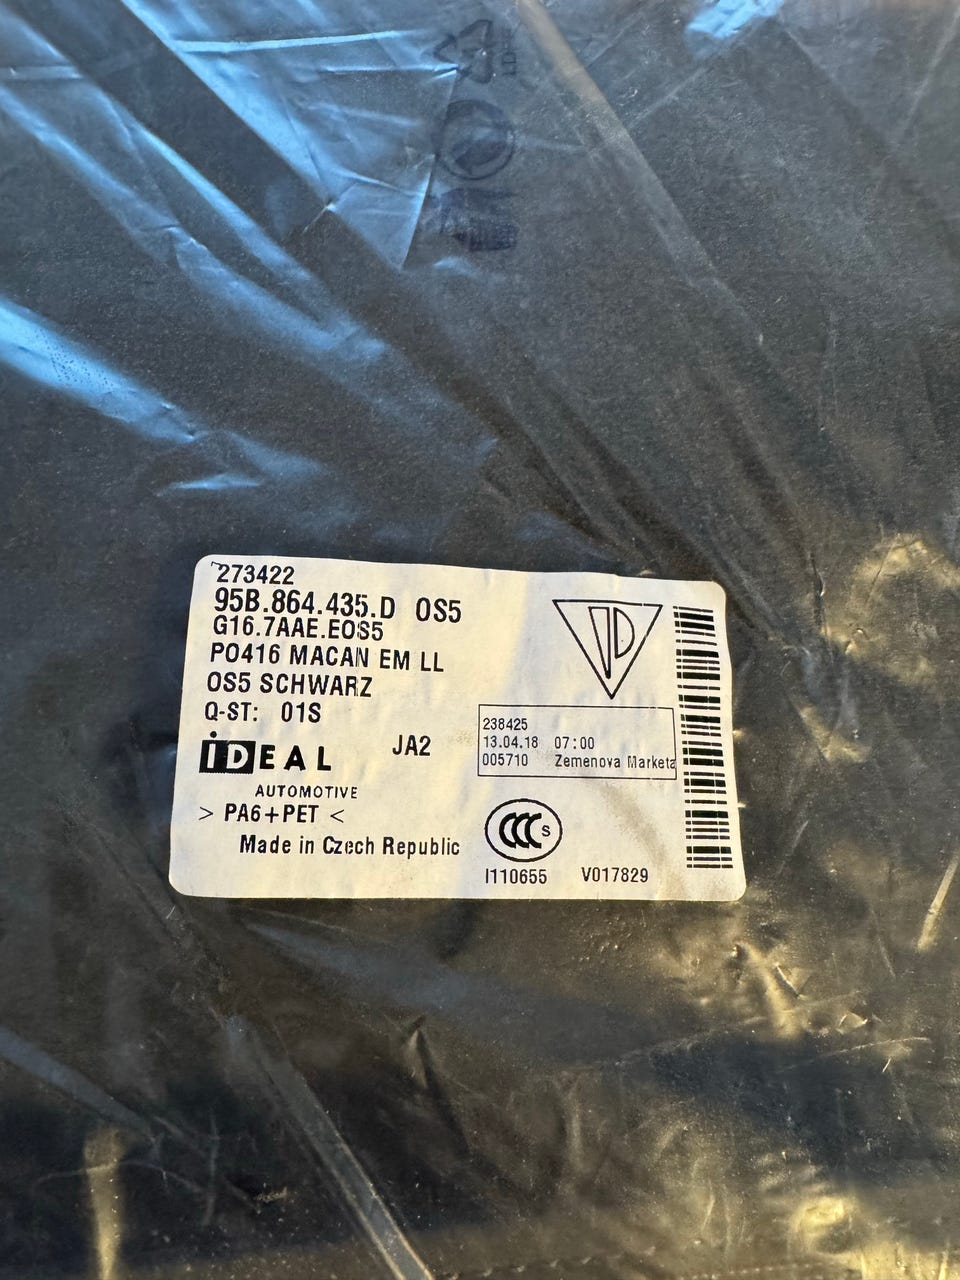 273422
95B.864.435.D OS5
G16.7AAE.EOS5
PO416 MACAN EM LL
OS5 SCHWARZ
Q-ST: 01S
iDEAL
AUTOMOTIVE
JA2
238425
13.04.18 07:00
005710 Zemenova Marketa
> PA6+PET <
Made in Czech Republic
CCC S
I110655 V017829